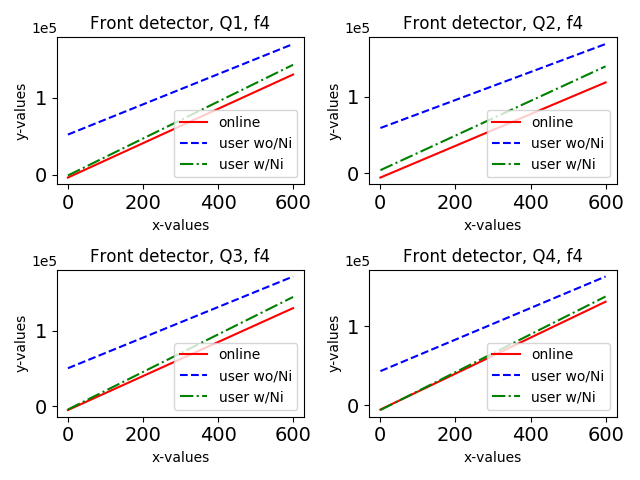 Front detector, Q1, f4
1e5
y-values
1
0
online
user wo/Ni
user w/Ni
0 200 400 600
x-values
Front detector, Q2, f4
1e5
y-values
1
0
online
user wo/Ni
user w/Ni
0 200 400 600
x-values
Front detector, Q3, f4
1e5
y-values
1
0
online
user wo/Ni
user w/Ni
0 200 400 600
x-values
Front detector, Q4, f4
1e5
y-values
1
0
online
user wo/Ni
user w/Ni
0 200 400 600
x-values